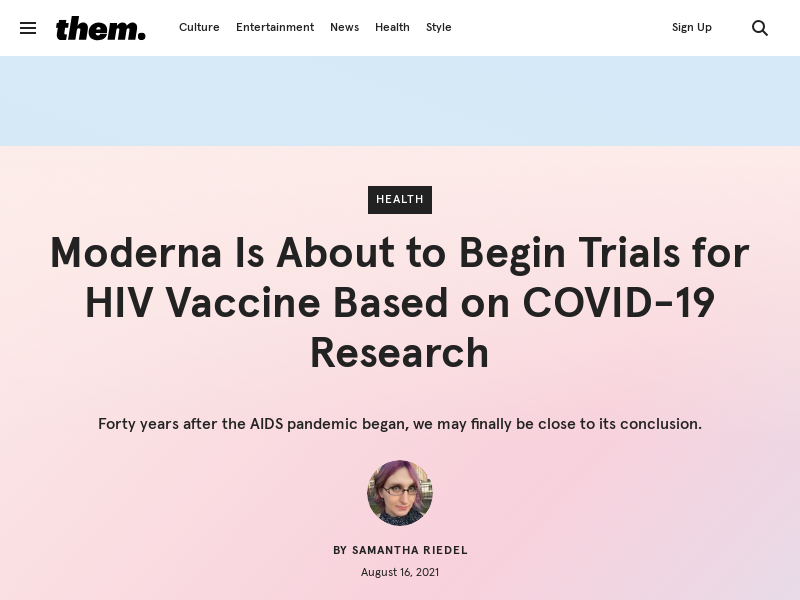 them.
Culture Entertainment News Health Style
Sign Up
HEALTH
Moderna Is About to Begin Trials for
HIV Vaccine Based on COVID-19
Research
Forty years after the AIDS pandemic began, we may finally be close to its conclusion.
BY SAMANTHA RIEDEL
August 16, 2021